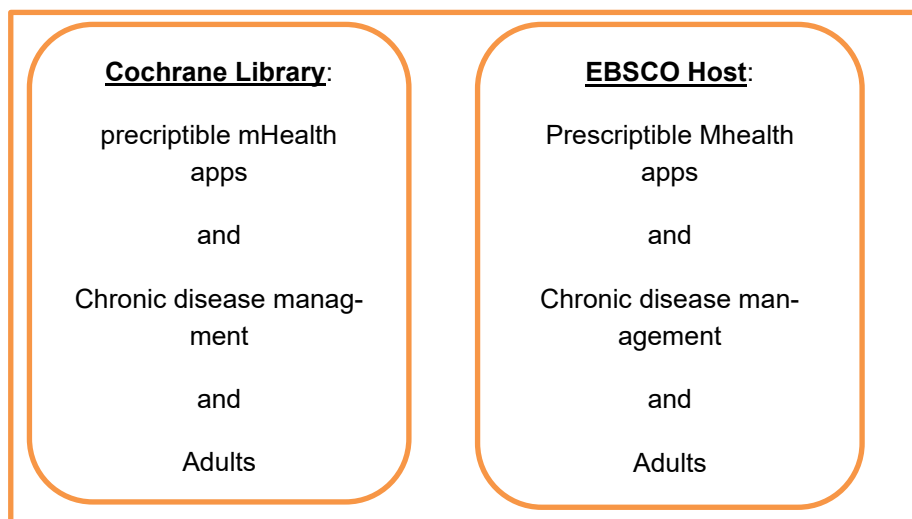 Cochrane Library:
precriptible mHealth
apps
and
Chronic disease manag-
ment
and
Adults
EBSCO Host:
Prescriptible Mhealth
apps
and
Chronic disease man-
agement
and
Adults